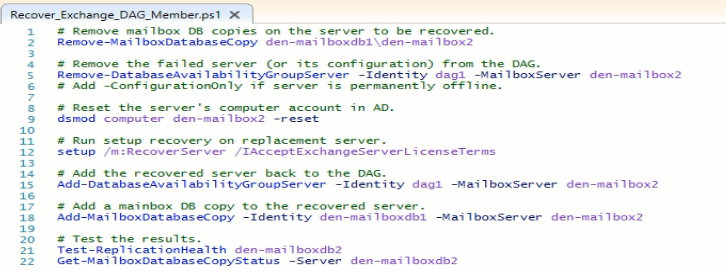 Recover_Exchange_DAG_Member.ps1 X
1 # Remove mailbox DB copies on the server to be recovered.
2 Remove-MailboxDatabaseCopy den-mailboxdb1\den-mailbox2
3
4 # Remove the failed server (or its configuration) from the DAG.
5 Remove-DatabaseAvailabilityGroupServer -Identity dag1 -MailboxServer den-mailbox2
6 # Add -ConfigurationOnly if server is permanently offline.
7
8 # Reset the server's computer account in AD.
9 dsmod computer den-mailbox2 -reset
10
11 # Run setup recovery on replacement server.
12 setup /m:RecoverServer /IAcceptExchangeServerLicenseTerms
13
14 # Add the recovered server back to the DAG.
15 Add-DatabaseAvailabilityGroupServer -Identity dag1 -MailboxServer den-mailbox2
16
17 # Add a mainbox DB copy to the recovered server.
18 Add-MailboxDatabaseCopy -Identity den-mailboxdb1 -MailboxServer den-mailbox2
19
20 # Test the results.
21 Test-ReplicationHealth den-mailboxdb2
22 Get-MailboxDatabaseCopyStatus -Server den-mailboxdb2